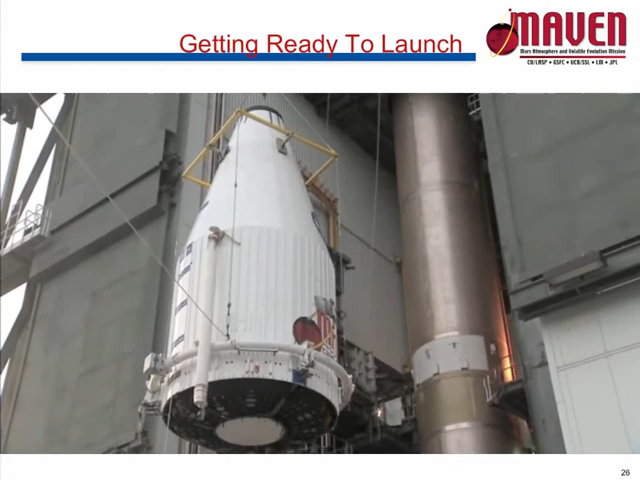 Getting Ready To Launch
MAVEN
Mars Atmosphere and Volatile Evolution Mission
CU/LASP • GSFC • UCB/SSL • LM • JPL
26